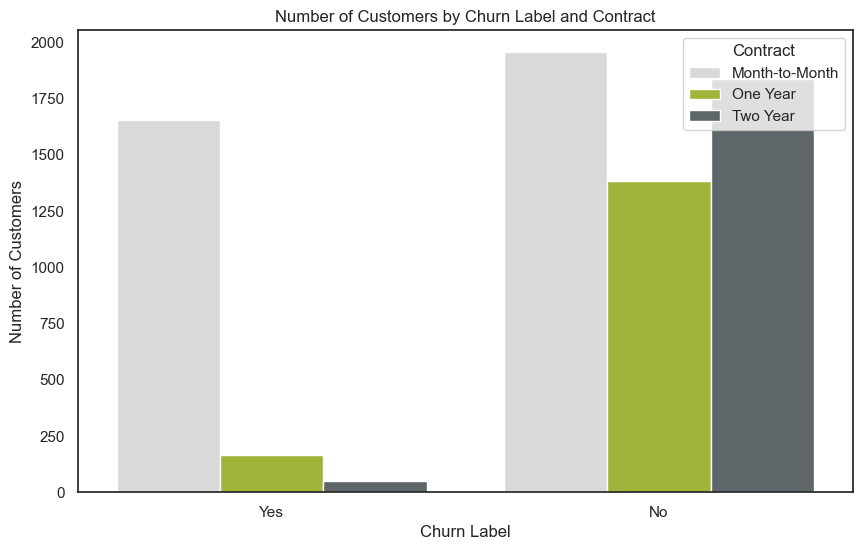 Number of Customers by Churn Label and Contract
Contract
Month-to-Month
One Year
Two Year
Number of Customers
2000
1750
1500
1250
1000
750
500
250
0
Yes
No
Churn Label